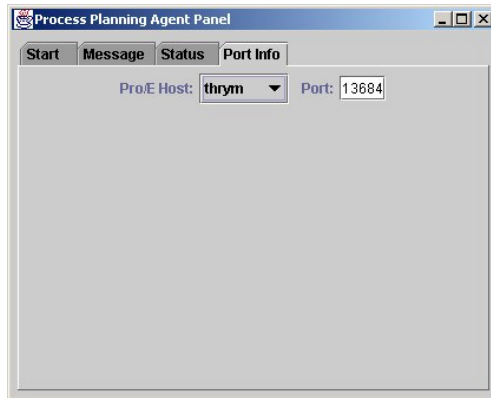 Process Planning Agent Panel
Start Message Status Port Info
Pro/E Host: thrym Port: 13684